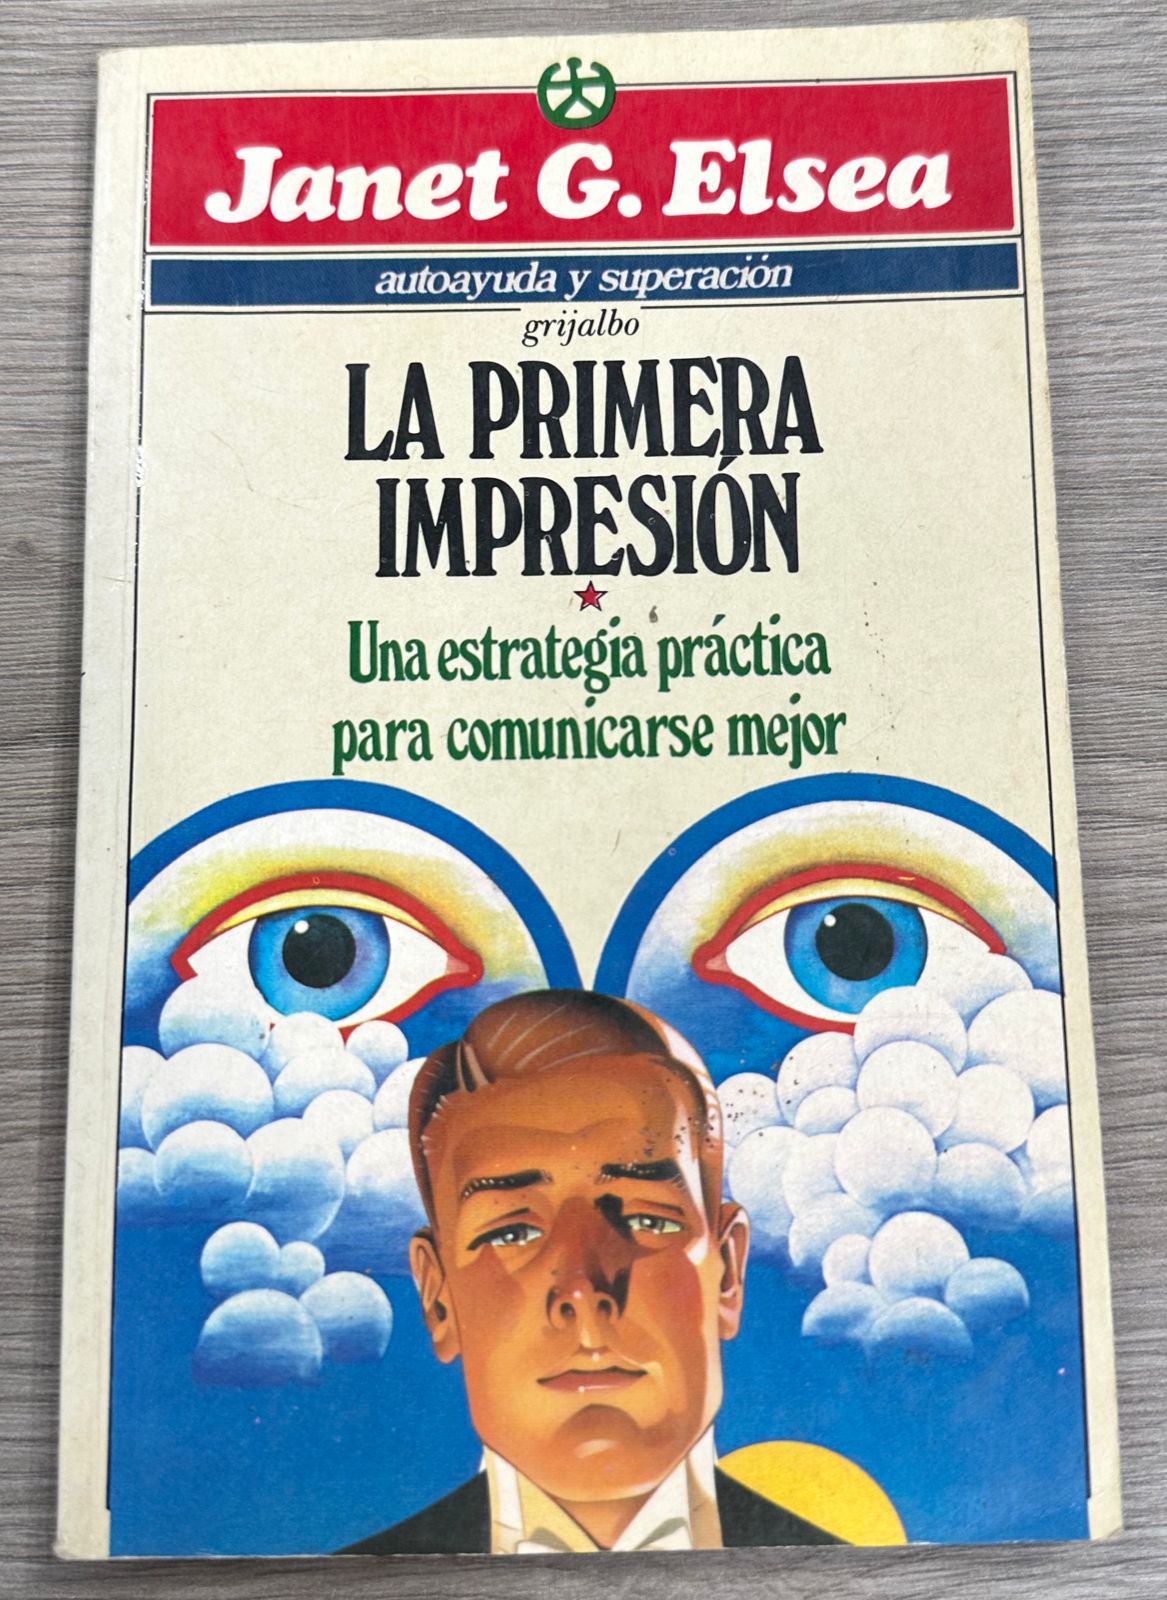 Janet G. Elsea
autoayuda y superación
grijalbo
LA PRIMERA
IMPRESIÓN
Una estrategia práctica
para comunicarse mejor